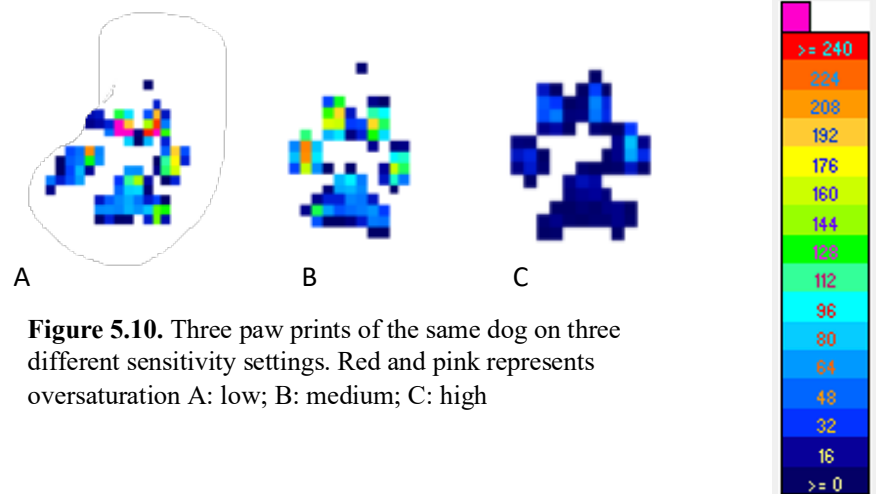 A
B
C
Figure 5.10. Three paw prints of the same dog on three
different sensitivity settings. Red and pink represents
oversaturation A: low; B: medium; C: high
>= 240
224
208
192
176
160
144
128
112
96
80
64
48
32
16
>= 0